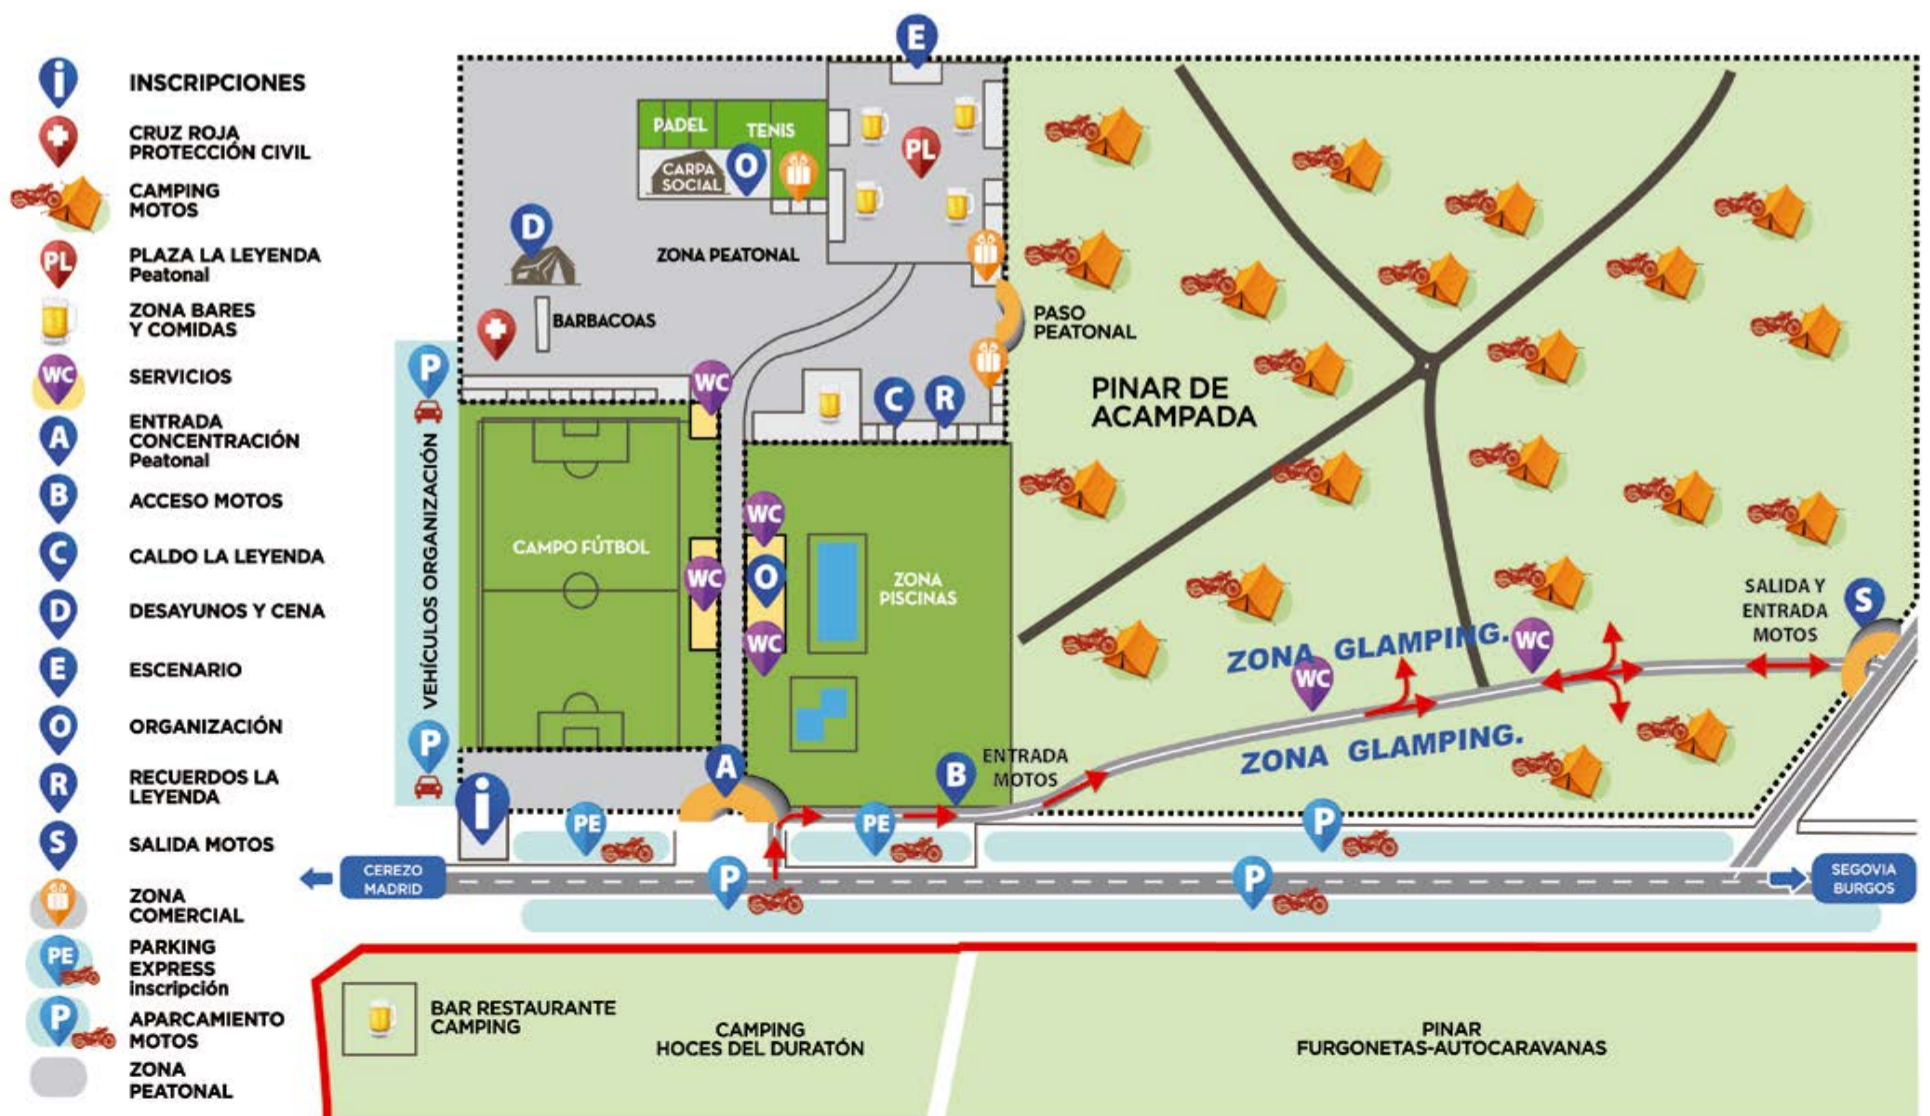 i
INSCRIPCIONES
CRUZ ROJA
PROTECCIÓN CIVIL
CAMPING
MOTOS
PL
PLAZA LA LEYENDA
Peatonal
ZONA BARES
Y COMIDAS
WC
SERVICIOS
A
ENTRADA
CONCENTRACIÓN
Peatonal
B
ACCESO MOTOS
C
CALDO LA LEYENDA
D
DESAYUNOS Y CENA
E
ESCENARIO
O
ORGANIZACIÓN
R
RECUERDOS LA
LEYENDA
S
SALIDA MOTOS
ZONA
COMERCIAL
PE
PARKING
EXPRESS
inscripción
P
APARCAMIENTO
MOTOS
ZONA
PEATONAL
E
PADEL
TENIS
CARPA
SOCIAL
O
PL
D
ZONA PEATONAL
BARBACOAS
PASO
PEATONAL
P
VEHÍCULOS ORGANIZACIÓN
P
WC
C
R
PINAR DE
ACAMPADA
CAMPO FÚTBOL
WC
WC
O
WC
ZONA
PISCINAS
SALIDA Y
ENTRADA
MOTOS
S
ZONA GLAMPING.
WC
WC
ZONA GLAMPING.
A
B
ENTRADA
MOTOS
i
PE
PE
P
CEREZO
MADRID
P
P
SEGOVIA
BURGOS
BAR RESTAURANTE
CAMPING
CAMPING
HOCES DEL DURATÓN
PINAR
FURGONETAS-AUTOCARAVANAS